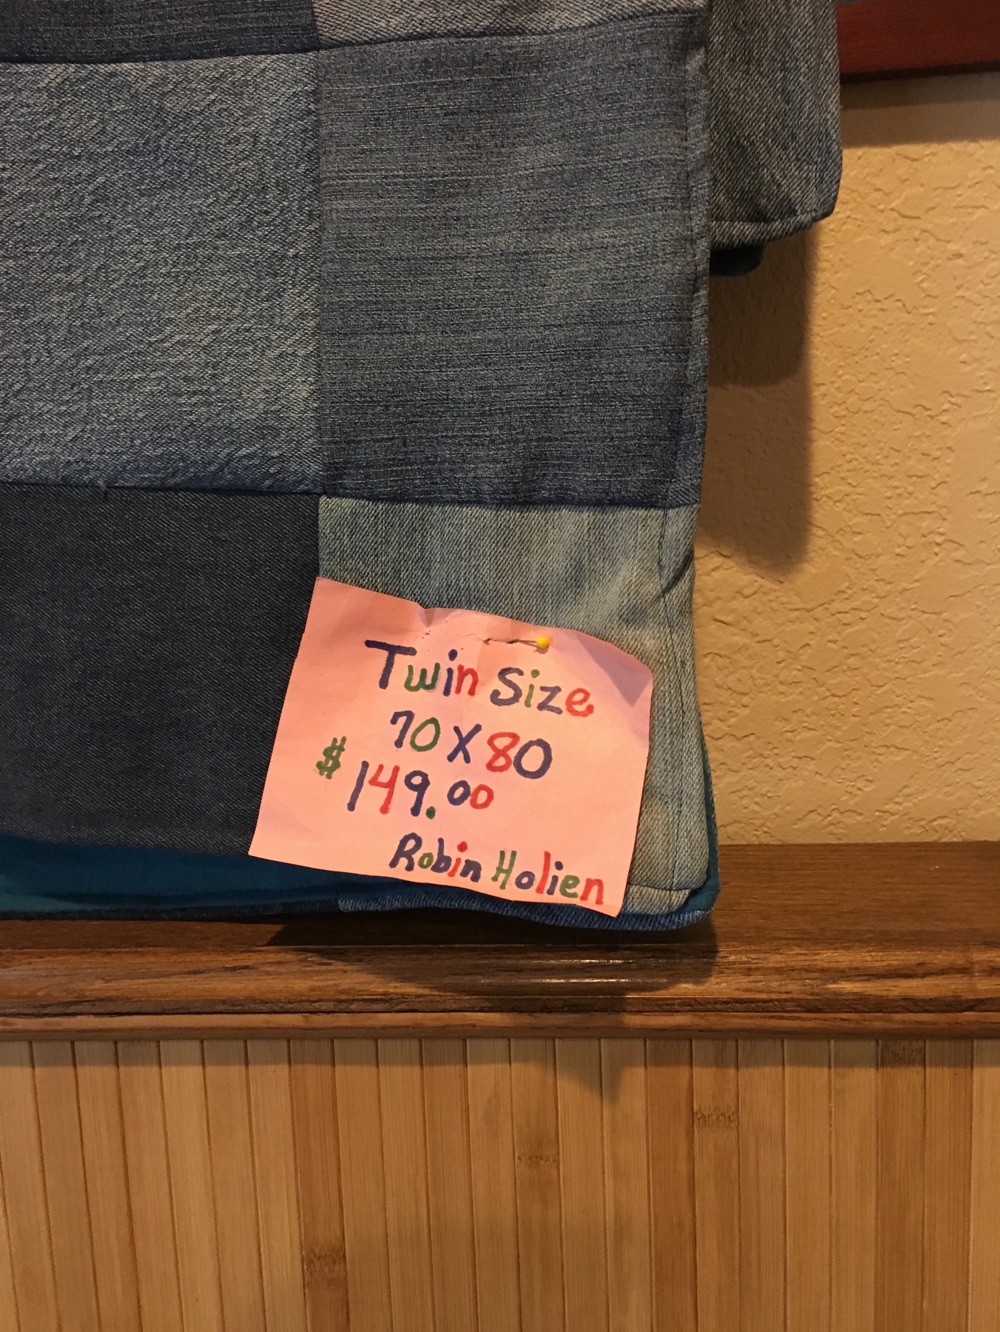 Twin Size
70 X 80
$149.00
Robin Holien